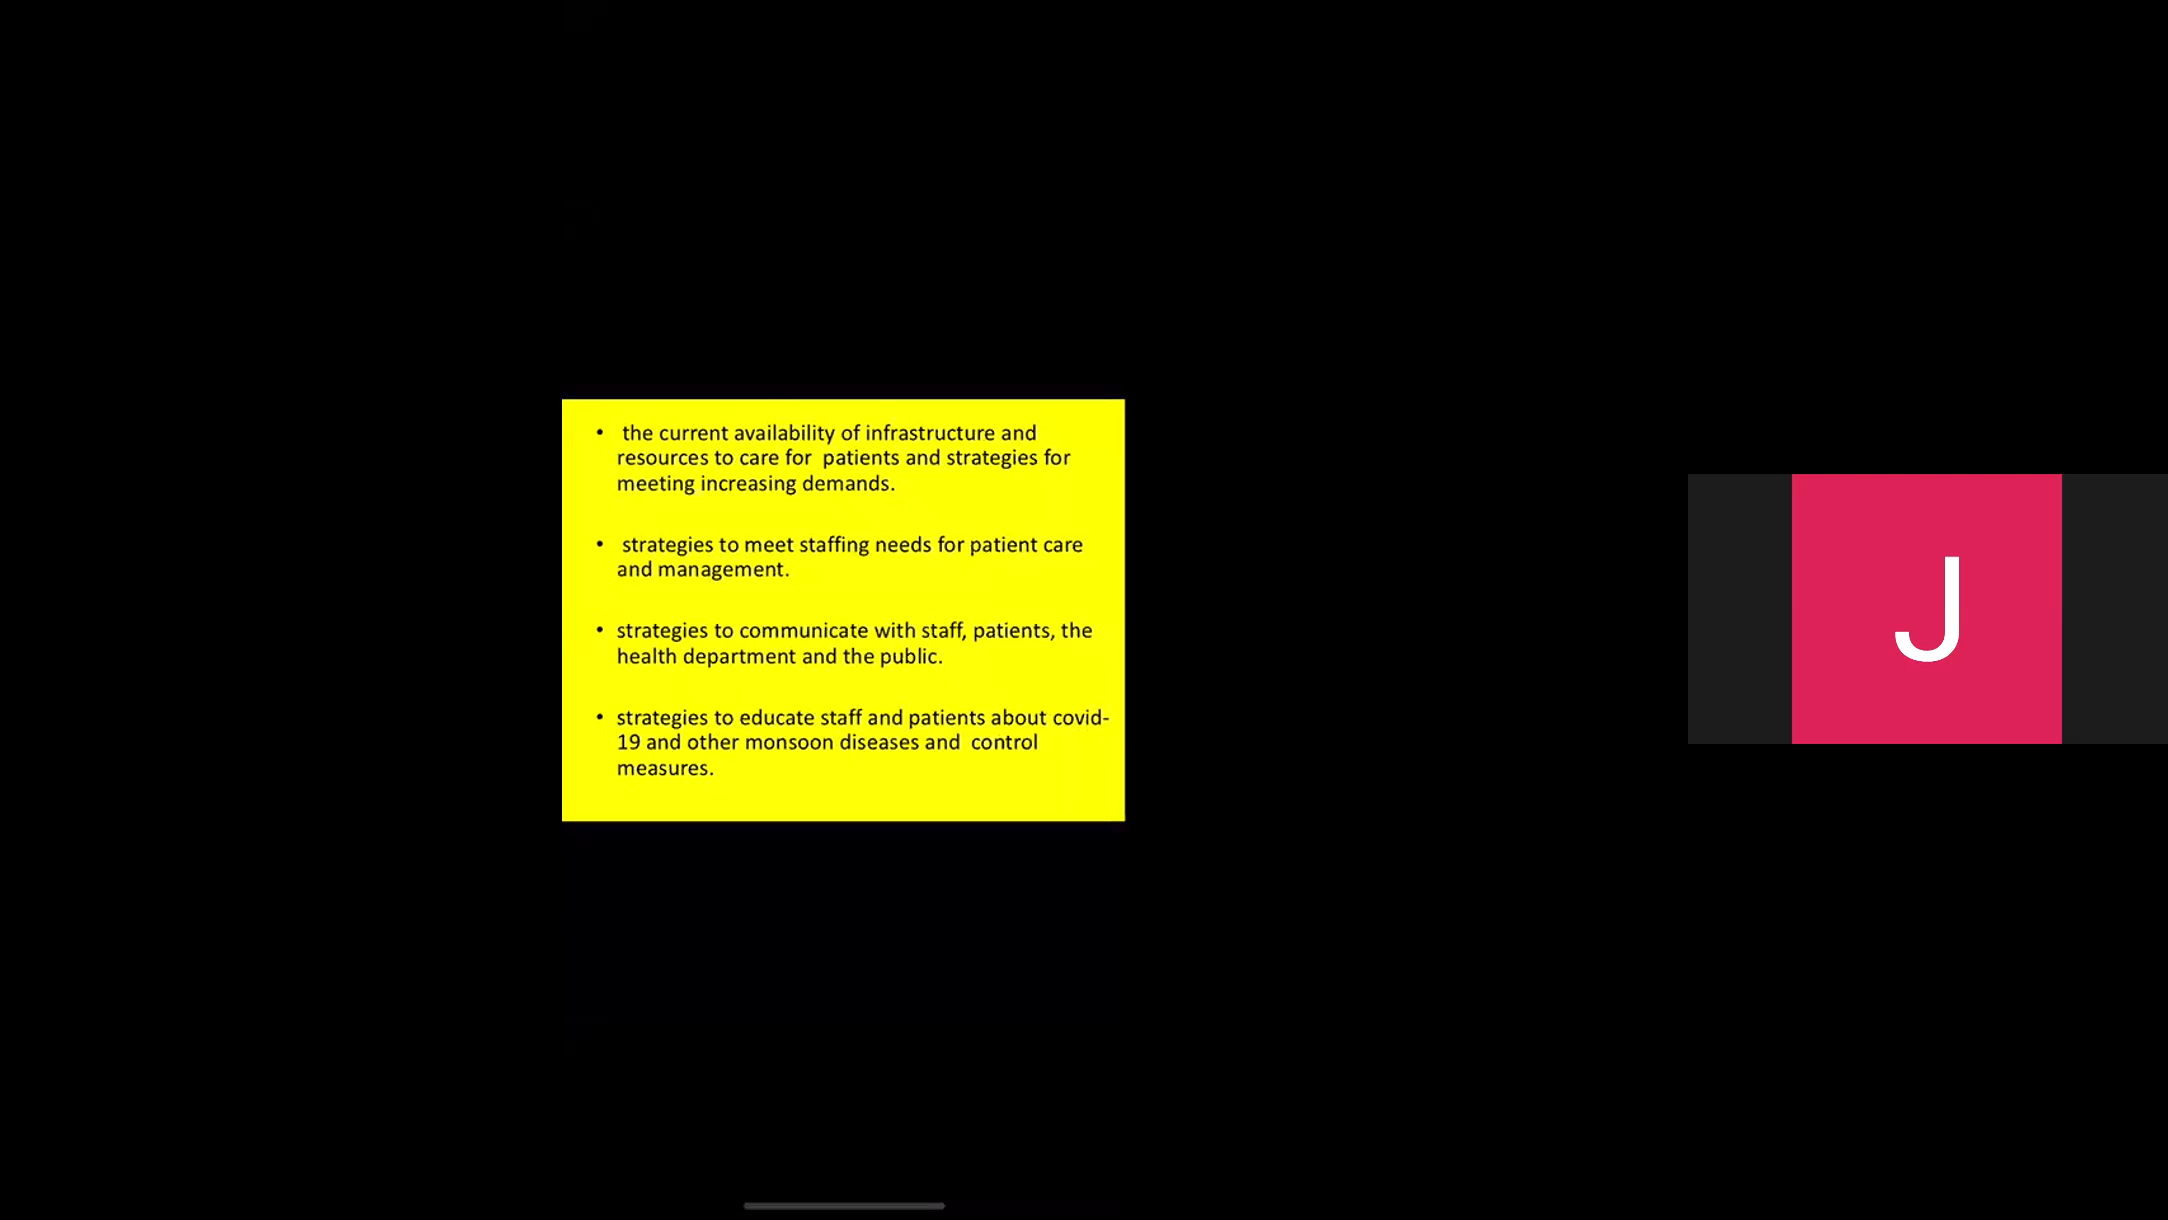 • the current availability of infrastructure and
resources to care for patients and strategies for
meeting increasing demands.
• strategies to meet staffing needs for patient care
and management.
• strategies to communicate with staff, patients, the
health department and the public.
• strategies to educate staff and patients about covid-
19 and other monsoon diseases and control
measures.
J